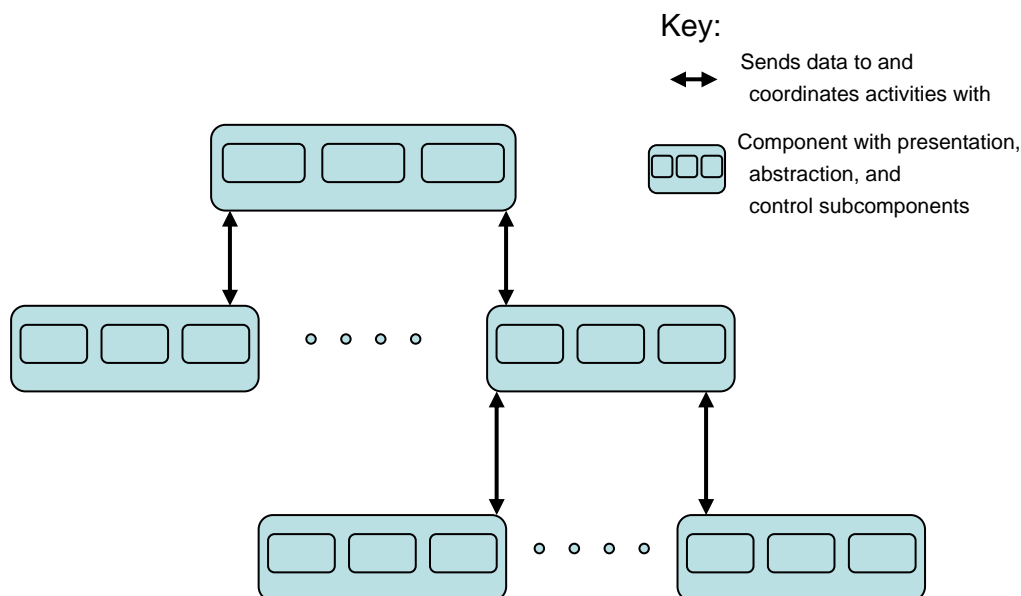 Key:
Sends data to and
coordinates activities with
Component with presentation,
abstraction, and
control subcomponents